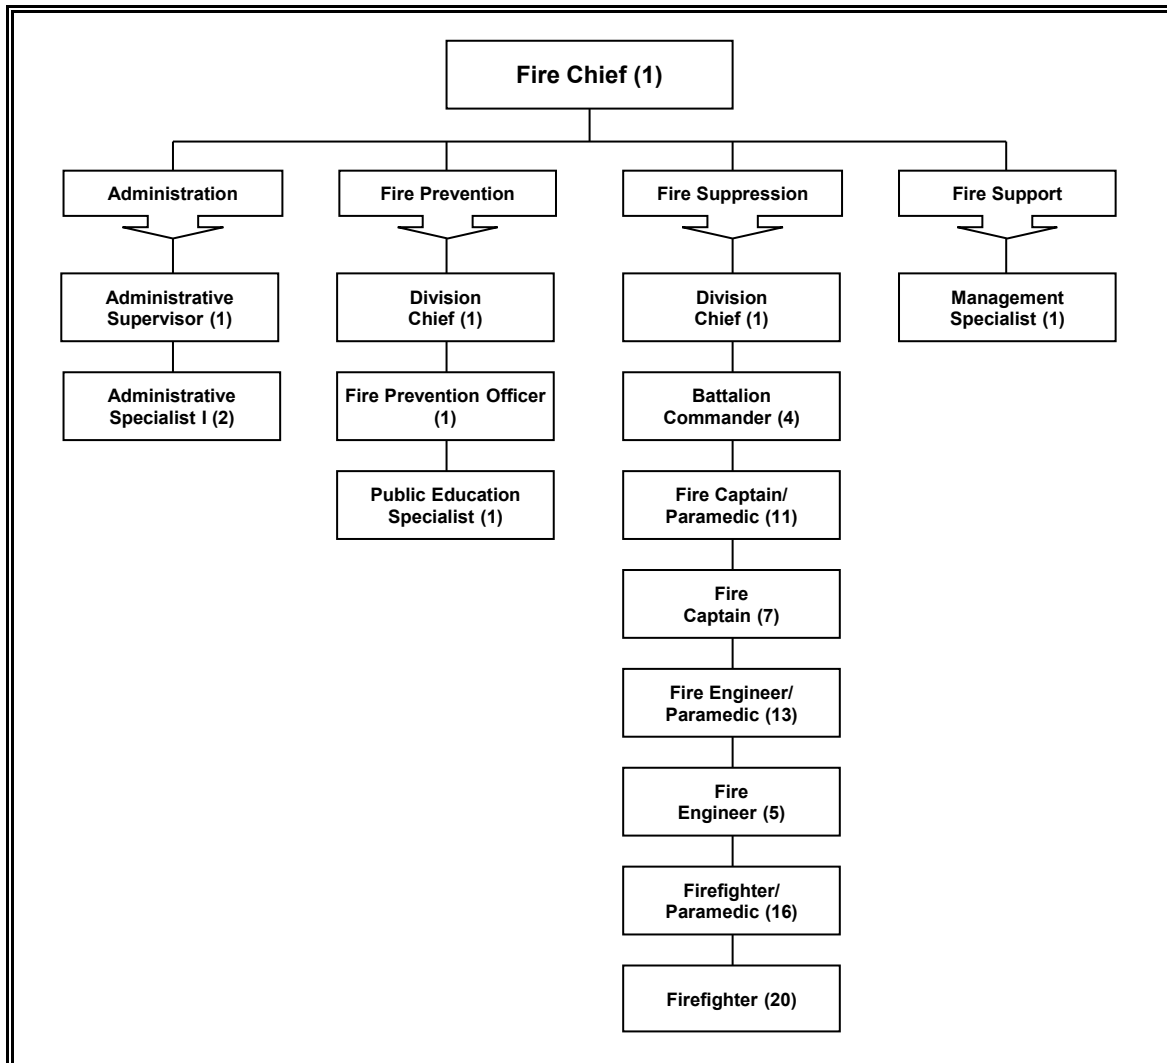 Fire Chief (1)
Administration
Fire Prevention
Fire Suppression
Fire Support
Administrative
Supervisor (1)
Division
Chief (1)
Division
Chief (1)
Management
Specialist (1)
Administrative
Specialist I (2)
Fire Prevention Officer
(1)
Battalion
Commander (4)
Public Education
Specialist (1)
Fire Captain/
Paramedic (11)
Fire
Captain (7)
Fire Engineer/
Paramedic (13)
Fire
Engineer (5)
Firefighter/
Paramedic (16)
Firefighter (20)